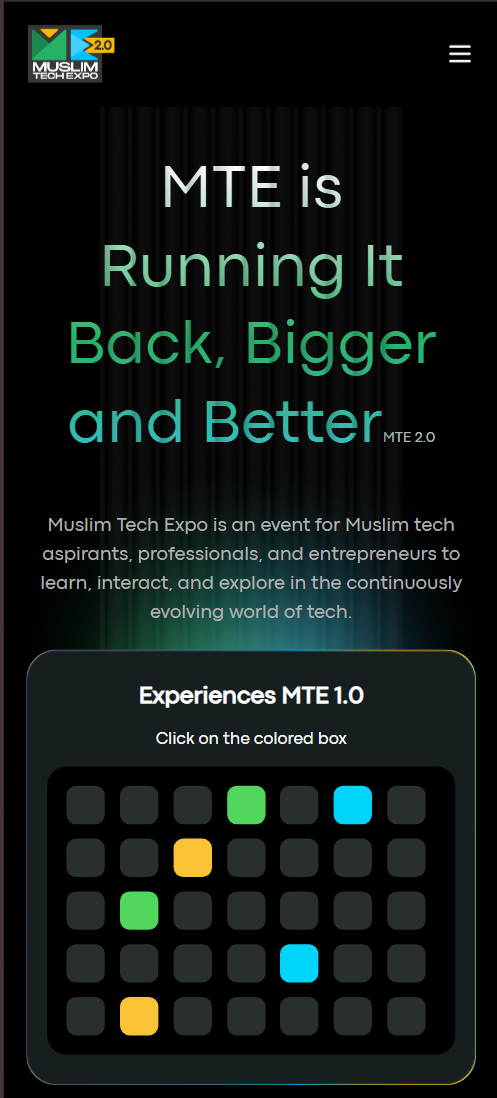 2.0
MUSLIM
TECH EXPO
MTE is
Running It
Back, Bigger
and Better MTE 2.0
Muslim Tech Expo is an event for Muslim tech
aspirants, professionals, and entrepreneurs to
learn, interact, and explore in the continuously
evolving world of tech.
Experiences MTE 1.0
Click on the colored box